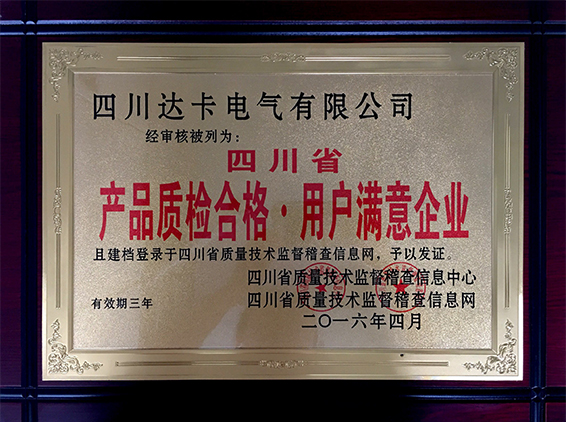 四川达卡电气有限公司
经审核被列为：
四川省
产品质检合格·用户满意企业
且建档登录于四川省质量技术监督稽查信息网，予以发证。
四川省质量技术监督稽查信息中心
有效期三年
四川省质量技术监督稽查信息网
二〇一六年四月